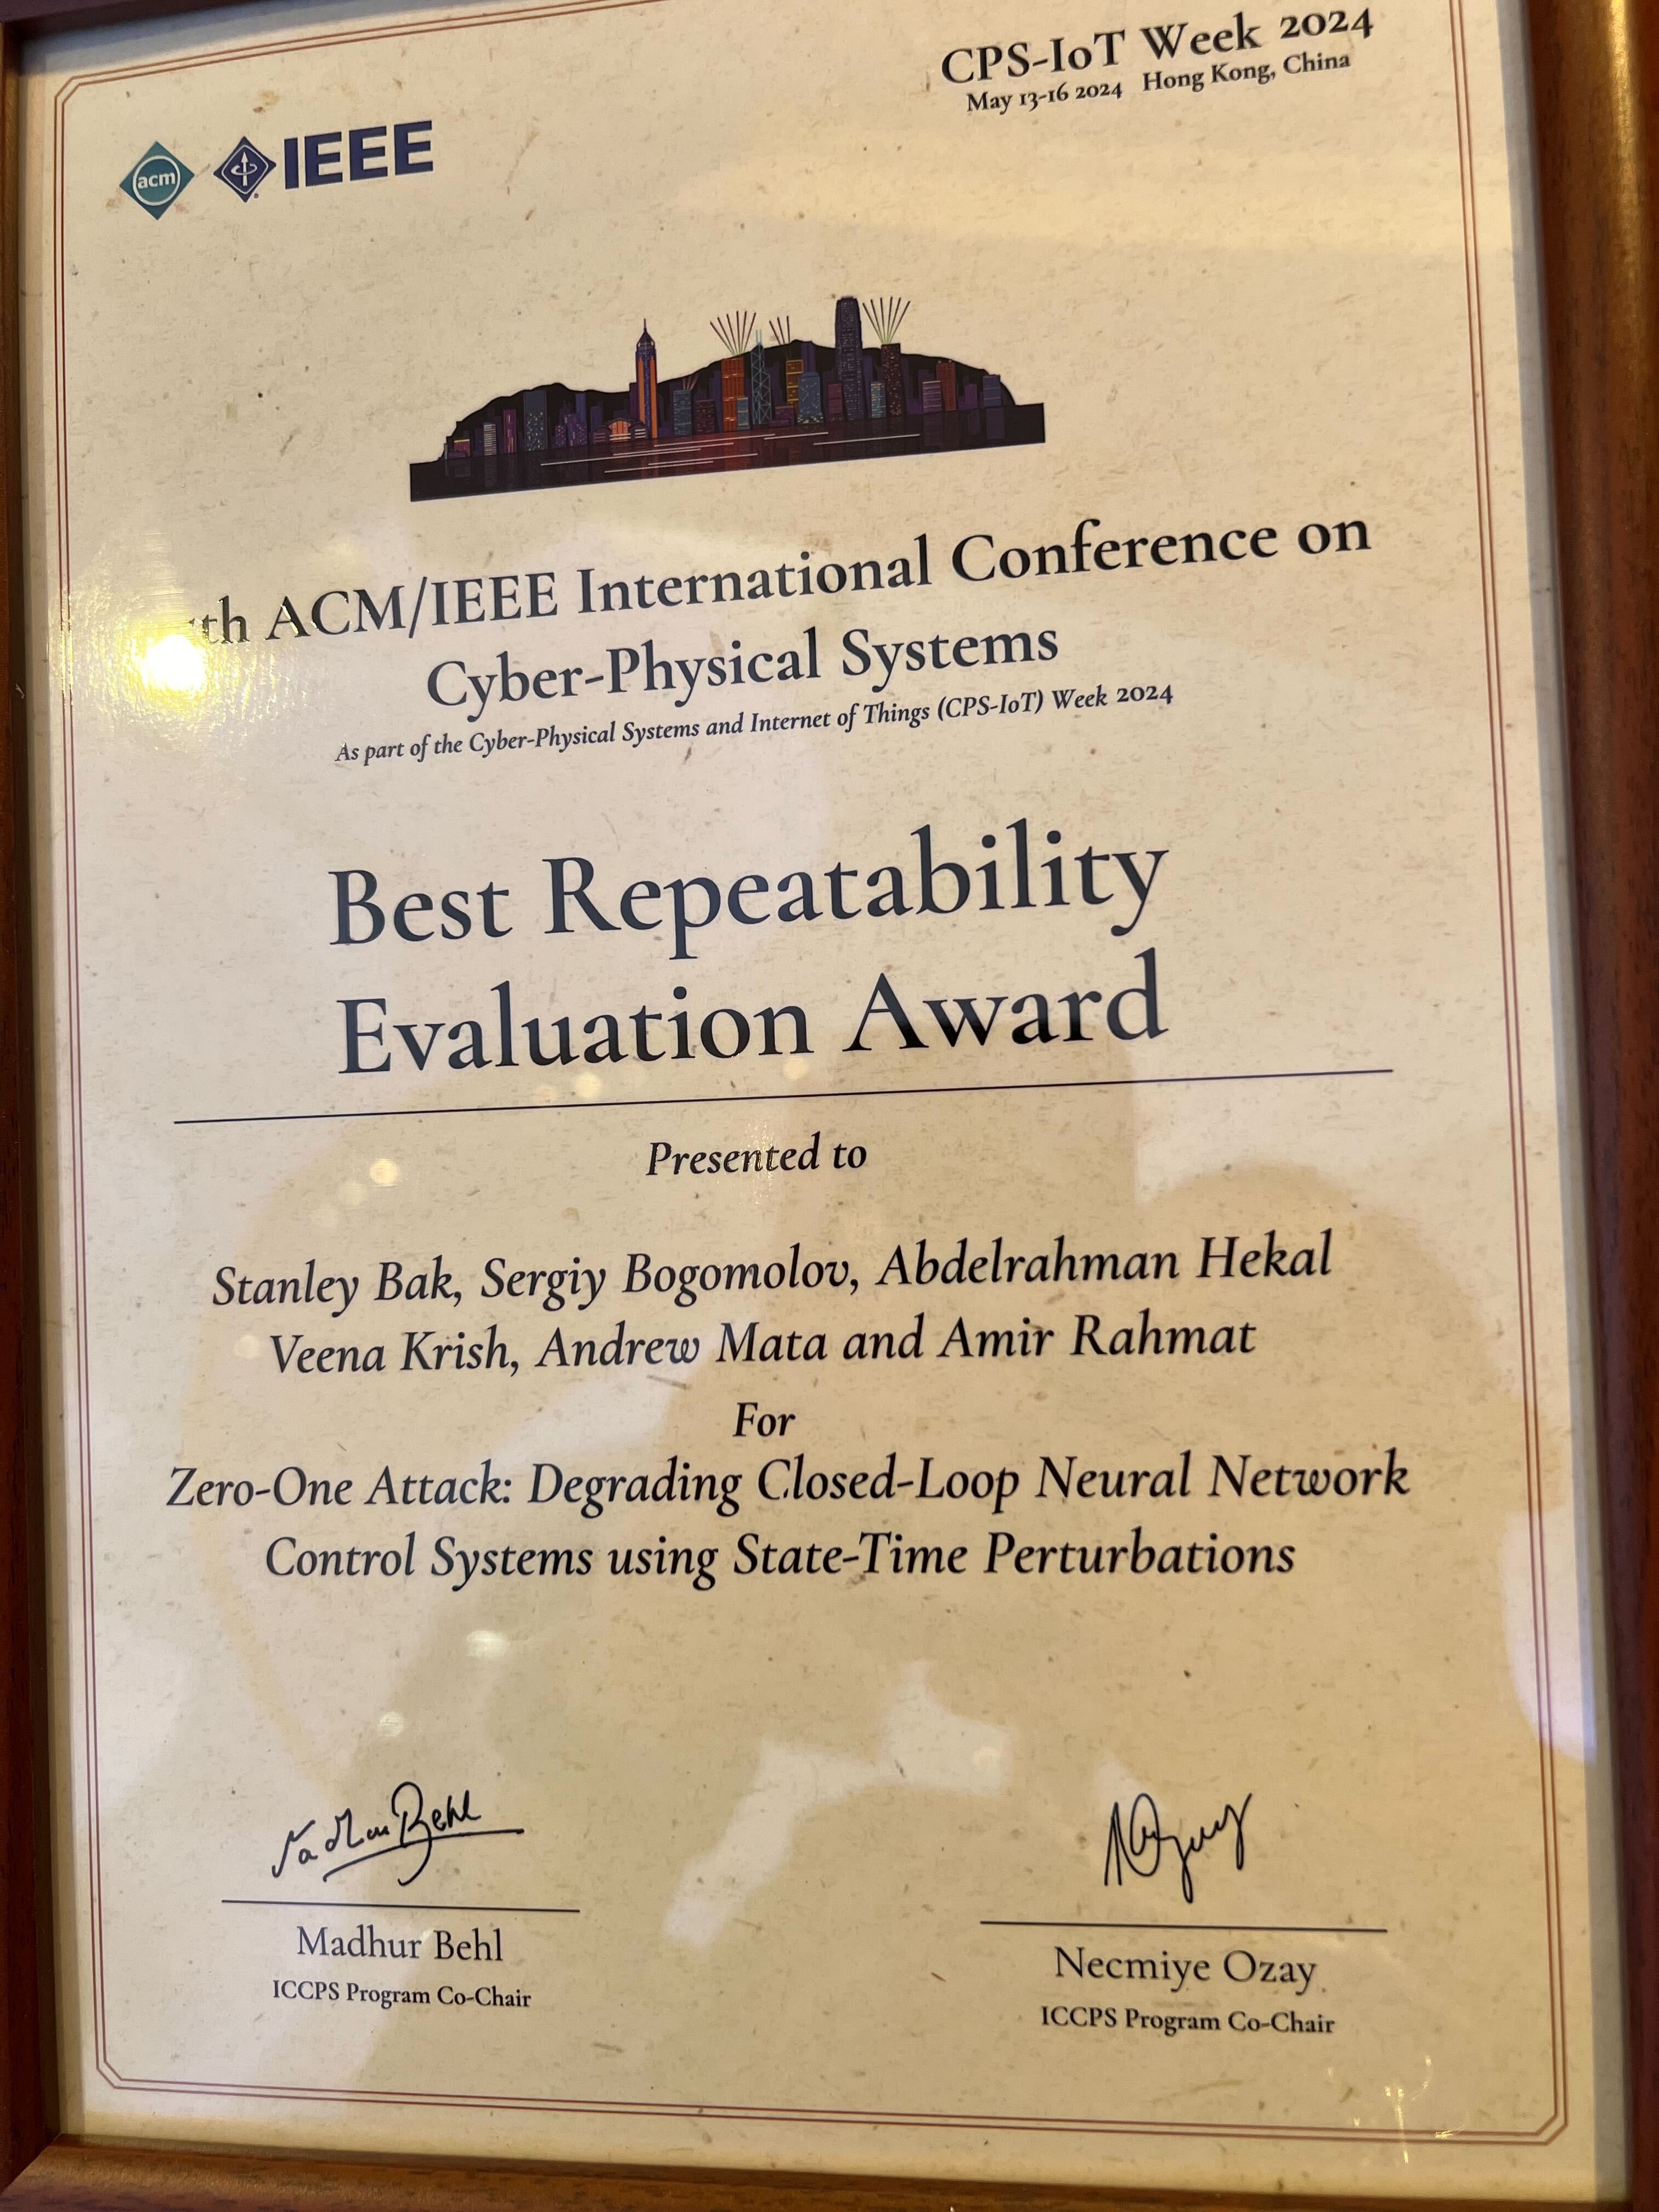 CPS-IoT Week 2024
May 13-16 2024 Hong Kong, China
acm IEEE
ACM/IEEE International Conference on
Cyber-Physical Systems
As part of the Cyber-Physical Systems and Internet of Things (CPS-IoT) Week 2024
Best Repeatability
Evaluation Award
Presented to
Stanley Bak, Sergiy Bogomolov, Abdelrahman Hekal
Veena Krish, Andrew Mata and Amir Rahmat
For
Zero-One Attack: Degrading Closed-Loop Neural Network
Control Systems using State-Time Perturbations
Madhur Behl
Madhur Behl
ICCPS Program Co-Chair
NOzay
Necmiye Ozay
ICCPS Program Co-Chair